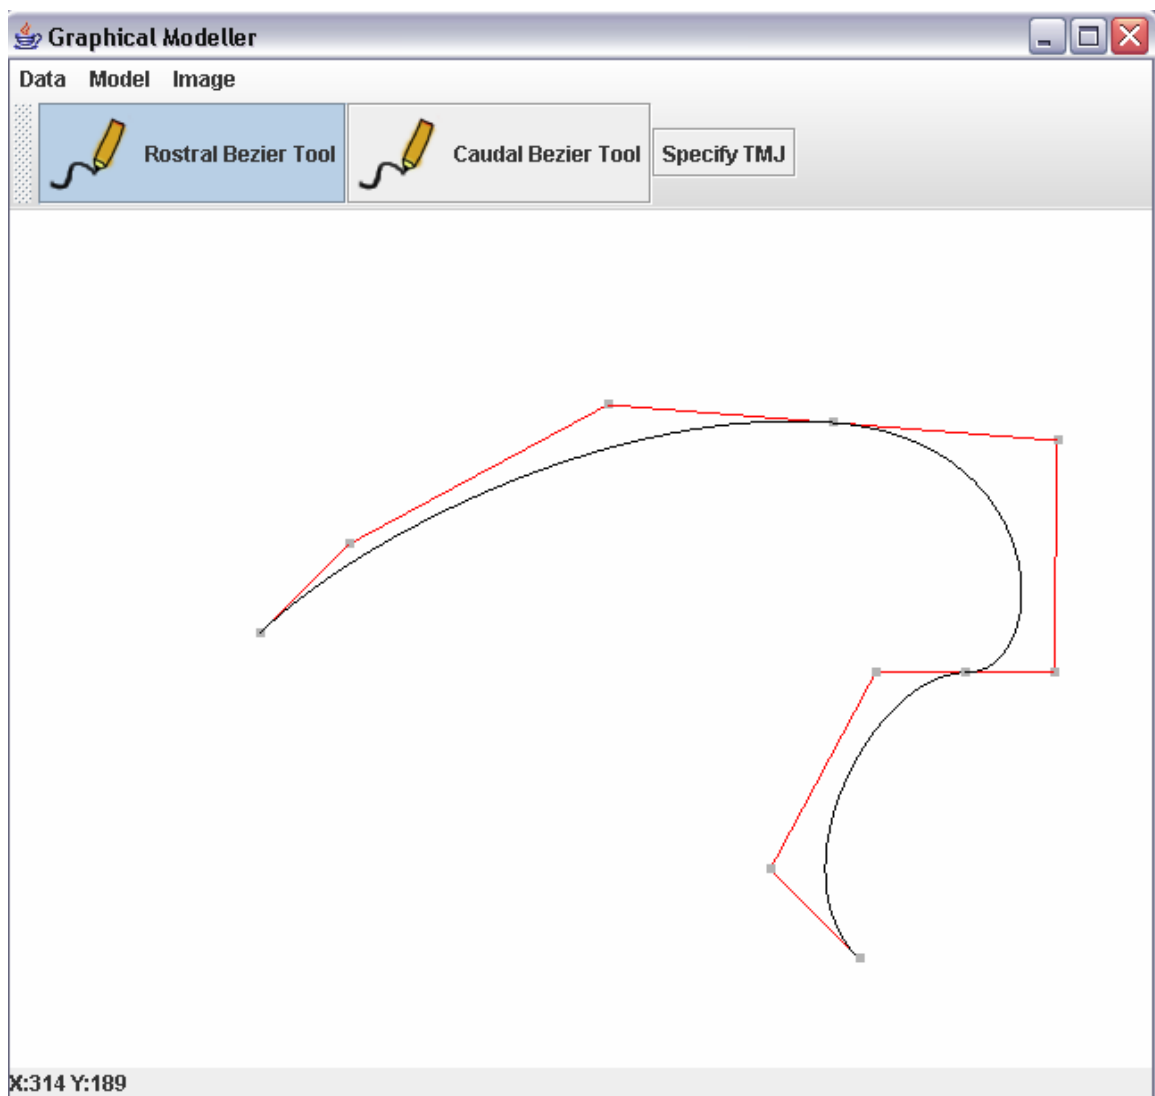 Graphical Modeller
Data Model Image
Rostral Bezier Tool Caudal Bezier Tool Specify TMJ
X:314 Y:189